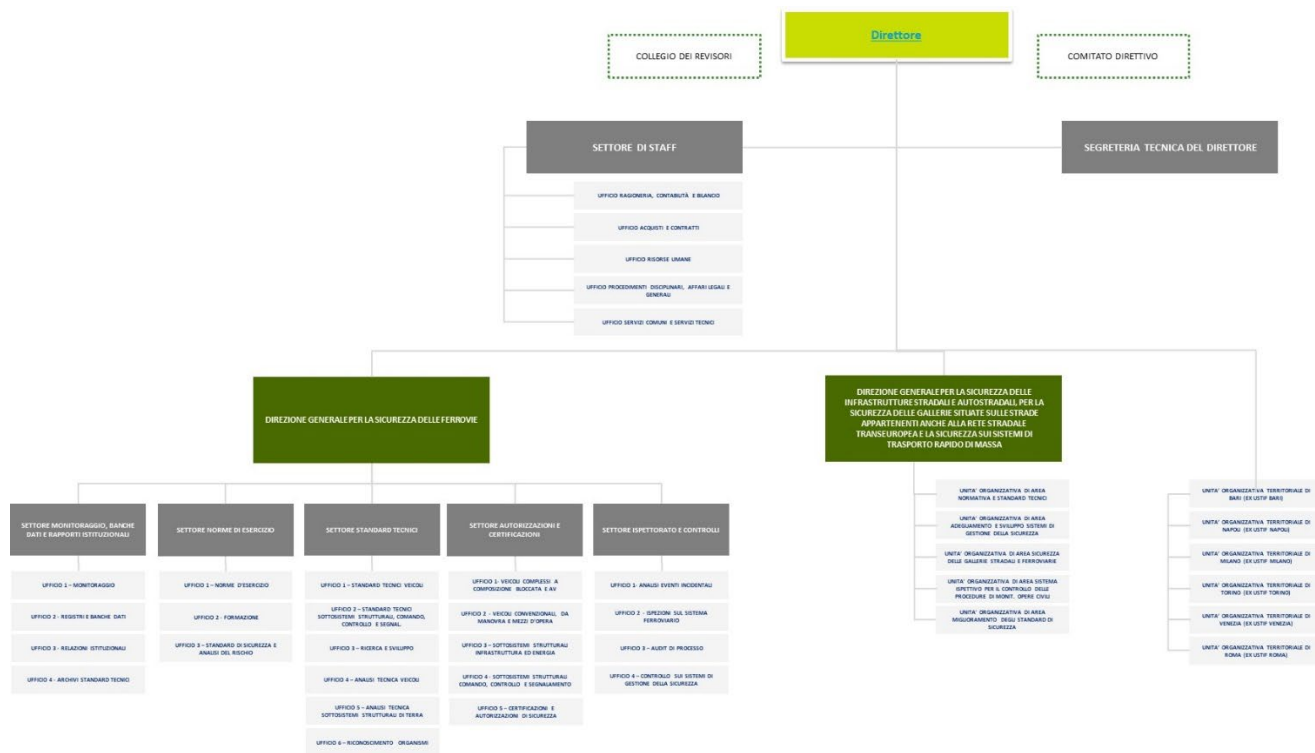 Direttore
COLLEGIO DEI REVISORI
COMITATO DIRETTIVO
SETTORE DI STAFF
SEGRETERIA TECNICA DEL DIRETTORE
UFFICIO RAGIONERIA, CONTABILITÀ E BILANCIO
UFFICIO ACQUISTI E CONTRATTI
UFFICIO RISORSE UMANE
UFFICIO PROCEDIMENTI DISCIPLINARI, AFFARI LEGALI E
GENERALI
UFFICIO SERVIZI COMUNI E SERVIZI TECNICI
DIREZIONE GENERALE PER LA SICUREZZA DELLE FERROVIE
DIREZIONE GENERALE PER LA SICUREZZA DELLE
INFRASTRUTTURE STRADALI E AUTOSTRADALI, PER LA
SICUREZZA DELLE GALLERIE SITUATE SULLE STRADE
APPARTENENTI ANCHE ALLA RETE STRADALE
TRANSEUROPEA E LA SICUREZZA SUI SISTEMI DI
TRASPORTO RAPIDO DI MASSA
SETTORE MONITORAGGIO, BANCHE
DATI E RAPPORTI ISTITUZIONALI
UFFICIO 1 – MONITORAGGIO
UFFICIO 2 - REGISTRI E BANCHE DATI
UFFICIO 3 - RELAZIONI ISTITUZIONALI
UFFICIO 4 - ARCHIVI STANDARD TECNICI
SETTORE NORME DI ESERCIZIO
UFFICIO 1 – NORME D'ESERCIZIO
UFFICIO 2 - FORMAZIONE
UFFICIO 3 – STANDARD DI SICUREZZA E
ANALISI DEL RISCHIO
SETTORE STANDARD TECNICI
UFFICIO 1 – STANDARD TECNICI VEICOLI
UFFICIO 2 – STANDARD TECNICI
SOTTOSISTEMI STRUTTURALI, COMANDO,
CONTROLLO E SEGNAL.
UFFICIO 3 – RICERCA E SVILUPPO
UFFICIO 4 – ANALISI TECNICA VEICOLI
UFFICIO 5 – ANALISI TECNICA
SOTTOSISTEMI STRUTTURALI DI TERRA
UFFICIO 6 – RICONOSCIMENTO ORGANISMI
SETTORE AUTORIZZAZIONI E
CERTIFICAZIONI
UFFICIO 1- VEICOLI COMPLESSI A
COMPOSIZIONE BLOCCATA E AV
UFFICIO 2 - VEICOLI CONVENZIONALI, DA
MANOVRA E MEZZI D'OPERA
UFFICIO 3 – SOTTOSISTEMI STRUTTURALI
INFRASTRUTTURA ED ENERGIA
UFFICIO 4 - SOTTOSISTEMI STRUTTURALI
COMANDO, CONTROLLO E SEGNALAMENTO
UFFICIO 5 – CERTIFICAZIONI E
AUTORIZZAZIONI DI SICUREZZA
SETTORE ISPETTORATO E CONTROLLI
UFFICIO 1- ANALISI EVENTI INCIDENTALI
UFFICIO 2 - ISPEZIONI SUL SISTEMA
FERROVIARIO
UFFICIO 3 – AUDIT DI PROCESSO
UFFICIO 4 – CONTROLLO SUI SISTEMI DI
GESTIONE DELLA SICUREZZA
UNITA' ORGANIZZATIVA DI AREA
NORMATIVA E STANDARD TECNICI
UNITA' ORGANIZZATIVA DI AREA
ADEGUAMENTO E SVILUPPO SISTEMI DI
GESTIONE DELLA SICUREZZA
UNITA' ORGANIZZATIVA DI AREA SICUREZZA
DELLE GALLERIE STRADALI E FERROVIARIE
UNITA' ORGANIZZATIVA DI AREA SISTEMA
ISPETTIVO PER IL CONTROLLO DELLE
PROCEDURE DI MONIT. OPERE CIVILI
UNITA' ORGANIZZATIVA DI AREA
MIGLIORAMENTO DEGLI STANDARD DI
SICUREZZA
UNITA' ORGANIZZATIVA TERRITORIALE DI
BARI (EX USTIF BARI)
UNITA' ORGANIZZATIVA TERRITORIALE DI
NAPOLI (EX USTIF NAPOLI)
UNITA' ORGANIZZATIVA TERRITORIALE DI
MILANO (EX USTIF MILANO)
UNITA' ORGANIZZATIVA TERRITORIALE DI
TORINO (EX USTIF TORINO)
UNITA' ORGANIZZATIVA TERRITORIALE DI
VENEZIA (EX USTIF VENEZIA)
UNITA' ORGANIZZATIVA TERRITORIALE DI
ROMA (EX USTIF ROMA)